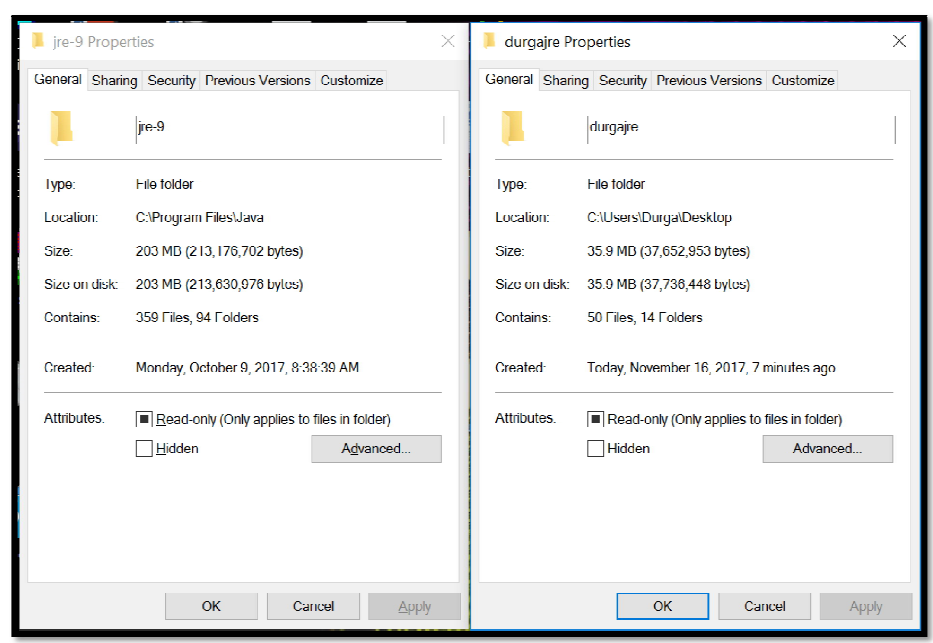 jre-9 Properties
General Sharing Security Previous Versions Customize
jre-9
Type: File folder
Location: C:\Program Files\Java
Size: 203 MB (213,176,702 bytes)
Size on disk: 203 MB (213,630,976 bytes)
Contains: 359 Files, 94 Folders
Created: Monday, October 9, 2017, 8:38:39 AM
Attributes. Read-only (Only applies to files in folder)
Hidden Advanced...
OK Cancel Apply
durgajre Properties
General Sharing Security Previous Versions Customize
durgajre
Type: File folder
Location: C:\Users\Durga\Desktop
Size: 35.9 MB (37,652,953 bytes)
Size on disk: 35.9 MB (37,736,448 bytes)
Contains: 50 Files, 14 Folders
Created: Today, November 16, 2017, 7 minutes ago
Attributes. Read-only (Only applies to files in folder)
Hidden Advanced...
OK Cancel Apply